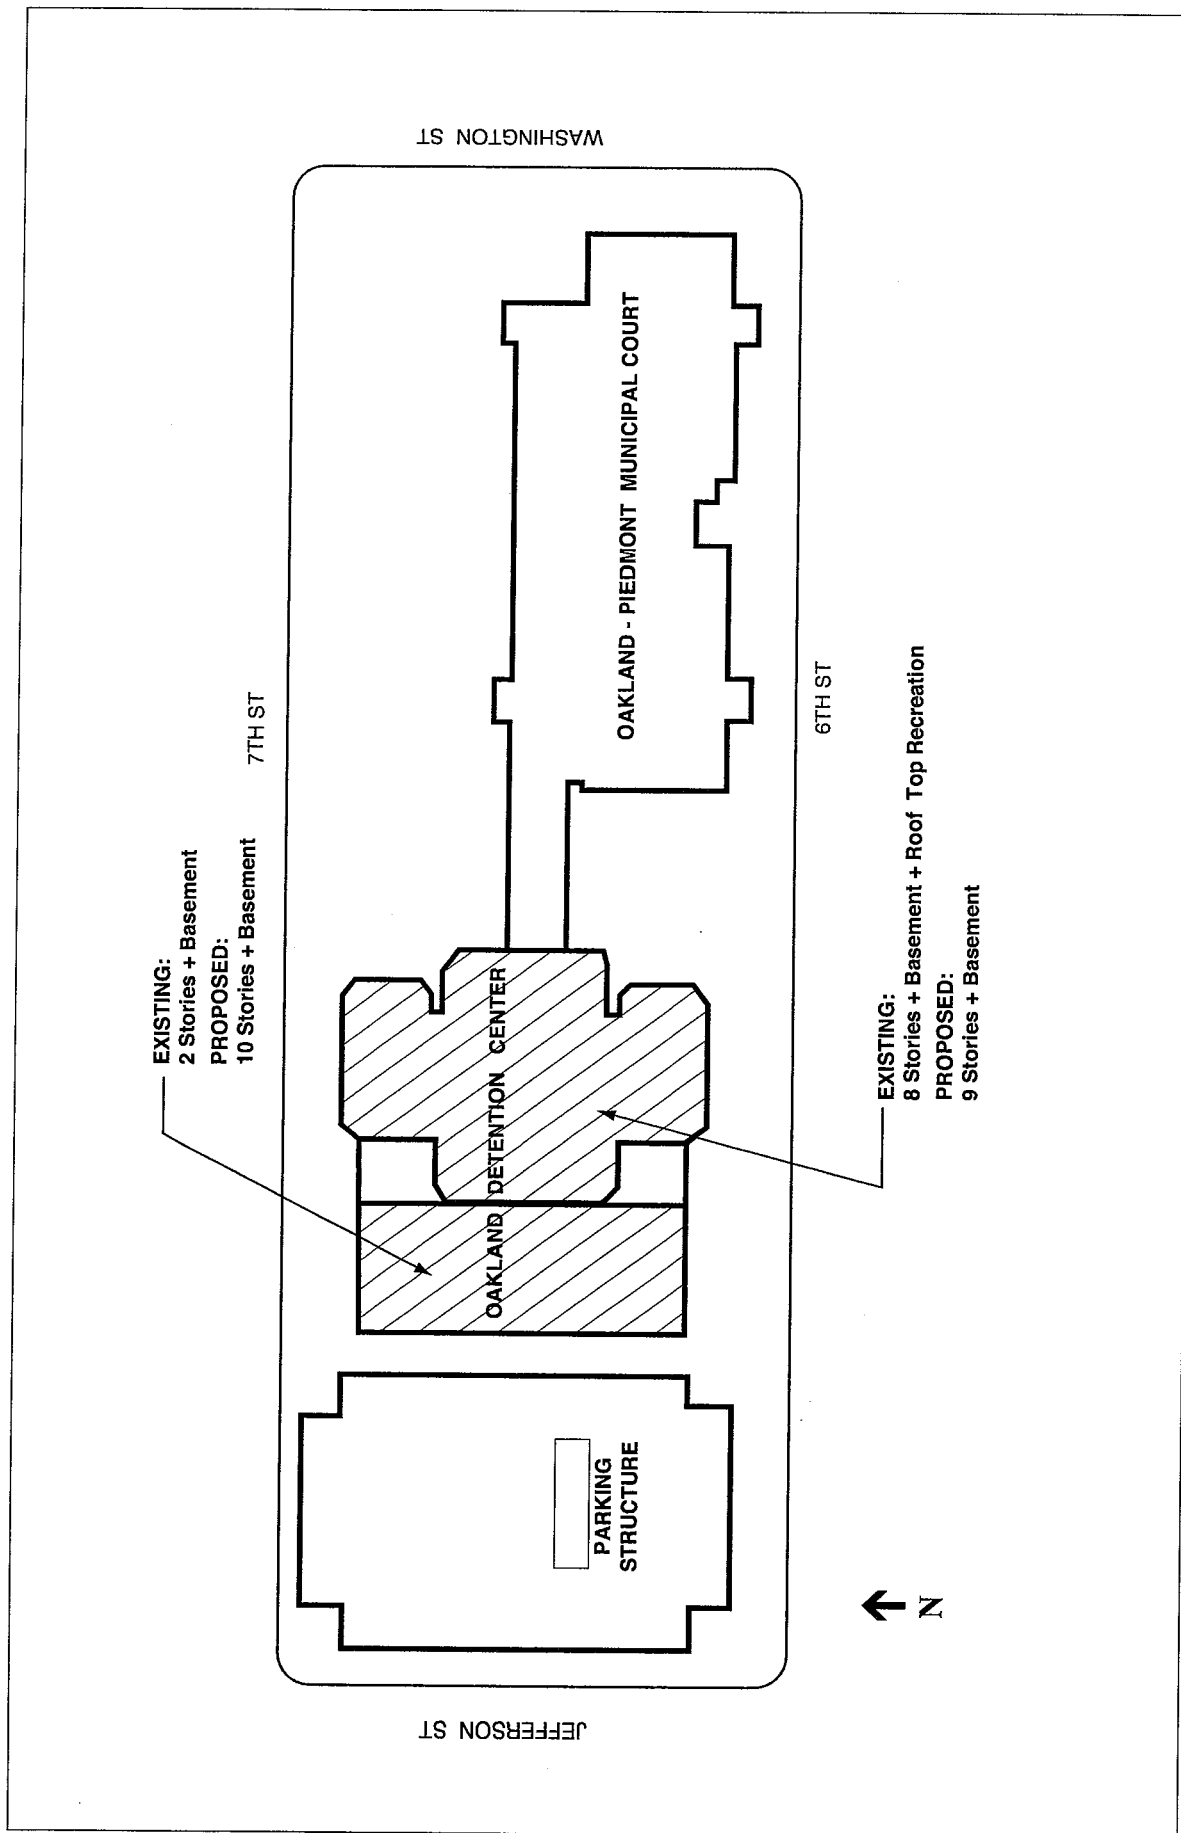 WASHINGTON ST
7TH ST
EXISTING:
2 Stories + Basement
PROPOSED:
10 Stories + Basement
OAKLAND - PIEDMONT MUNICIPAL COURT
6TH ST
OAKLAND DETENTION CENTER
EXISTING:
8 Stories + Basement + Roof Top Recreation
PROPOSED:
9 Stories + Basement
PARKING
STRUCTURE
N
JEFFERSON ST